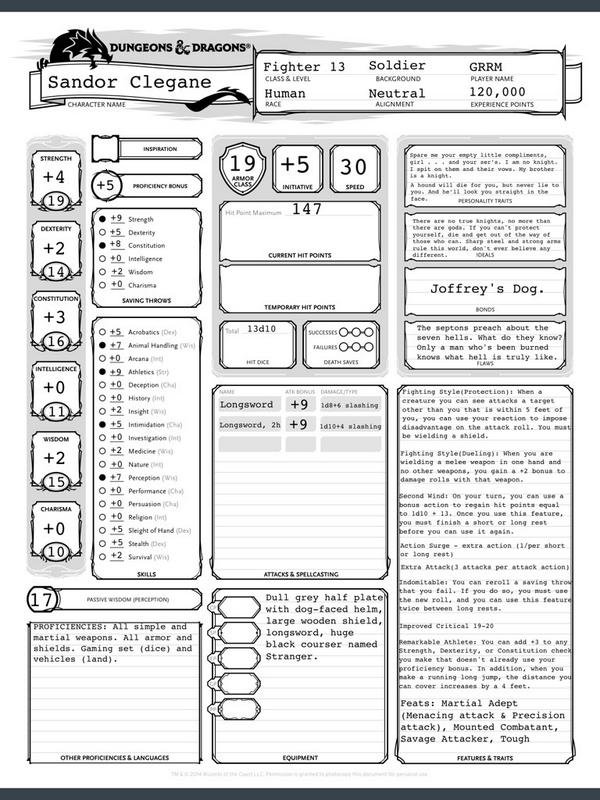 DUNGEONS & DRAGONS®
Sandor Clegane
CHARACTER NAME
Fighter 13 Soldier GRRM
CLASS & LEVEL BACKGROUND PLAYER NAME
Human Neutral 120,000
RACE ALIGNMENT EXPERIENCE POINTS
STRENGTH
+4
19
DEXTERITY
+2
14
CONSTITUTION
+3
16
INTELLIGENCE
+0
11
WISDOM
+2
15
CHARISMA
+0
10
INSPIRATION
+5 PROFICIENCY BONUS
+9 Strength
+5 Dexterity
+8 Constitution
+0 Intelligence
+2 Wisdom
+0 Charisma
SAVING THROWS
+5 Acrobatics (Dex)
+7 Animal Handling (Wis)
+0 Arcana (Int)
+9 Athletics (Str)
+0 Deception (Cha)
+0 History (Int)
+2 Insight (Wis)
+5 Intimidation (Cha)
+0 Investigation (Int)
+2 Medicine (Wis)
+0 Nature (Int)
+7 Perception (Wis)
+0 Performance (Cha)
+0 Persuasion (Cha)
+0 Religion (Int)
+5 Sleight of Hand (Dex)
+5 Stealth (Dex)
+2 Survival (Wis)
SKILLS
17 PASSIVE WISDOM (PERCEPTION)
PROFICIENCIES: All simple and
martial weapons. All armor and
shields. Gaming set (dice) and
vehicles (land).
OTHER PROFICIENCIES & LANGUAGES
19
ARMOR
CLASS
+5
INITIATIVE
30
SPEED
Hit Point Maximum 147
CURRENT HIT POINTS
TEMPORARY HIT POINTS
Total 13d10
HIT DICE
SUCCESSES
FAILURES
DEATH SAVES
NAME ATK BONUS DAMAGE/TYPE
Longsword +9 1d8+6 slashing
Longsword, 2h +9 1d10+4 slashing
ATTACKS & SPELLCASTING
Dull grey half plate
with dog-faced helm,
large wooden shield,
longsword, huge
black courser named
Stranger.
EQUIPMENT
Spare me your empty little compliments,
girl . . . and your ser's. I am no knight.
I spit on them and their vows. My brother
is a knight.
A hound will die for you, but never lie to
you. And he'll look you straight in the
face.
PERSONALITY TRAITS
There are no true knights, no more than
there are gods. If you can't protect
yourself, die and get out of the way of
those who can. Sharp steel and strong arms
rule this world, don't ever believe any
different.
IDEALS
Joffrey's Dog.
BONDS
The septons preach about the
seven hells. What do they know?
Only a man who's been burned
knows what hell is truly like.
FLAWS
Fighting Style(Protection): When a
creature you can see attacks a target
other than you that is within 5 feet of
you, you can use your reaction to impose
disadvantage on the attack roll. You must
be wielding a shield.
Fighting Style(Dueling): When you are
wielding a melee weapon in one hand and
no other weapons, you gain a +2 bonus to
damage rolls with that weapon.
Second Wind: On your turn, you can use a
bonus action to regain hit points equal
to 1d10 + 13. Once you use this feature,
you must finish a short or long rest
before you can use it again.
Action Surge - extra action (1/per short
or long rest)
Extra Attack(3 attacks per attack action)
Indomitable: You can reroll a saving throw
that you fail. If you do so, you must use
the new roll, and you can use this feature
twice between long rests.
Improved Critical 19-20
Remarkable Athlete: You can add +3 to any
Strength, Dexterity, or Constitution check
you make that doesn't already use your
proficiency bonus. In addition, when you
make a running long jump, the distance you
can cover increases by a 4 feet.
Feats: Martial Adept
(Menacing attack & Precision
attack), Mounted Combatant,
Savage Attacker, Tough
FEATURES & TRAITS
TM & © 2014 Wizards of the Coast LLC. Permission is granted to photocopy this document for personal use.